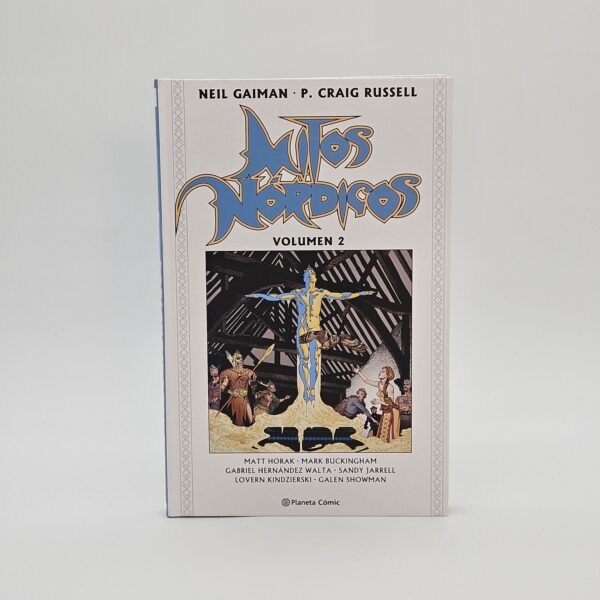 NEIL GAIMAN · P. CRAIG RUSSELL
MITOS
NÓRDICOS
VOLUMEN 2
MATT HORAK · MARK BUCKINGHAM
GABRIEL HERNÁNDEZ WALTA · SANDY JARRELL
LOVERN KINDZIERSKI · GALEN SHOWMAN
Planeta Cómic